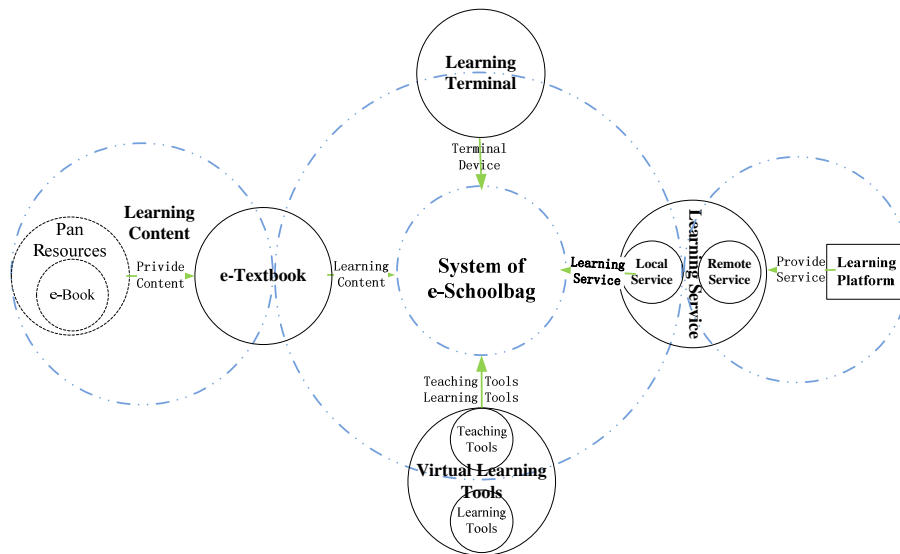 Learning
Terminal
Terminal
Device
Learning
Content
Pan
Resources
e-Book
Privide
Content
e-Textbook
Learning
Content
System of
e-Schoolbag
Learning
Service
Local
Service
Learning Service
Remote
Service
Provide
Service
Learning
Platform
Teaching Tools
Learning Tools
Teaching
Tools
Virtual Learning
Tools
Learning
Tools